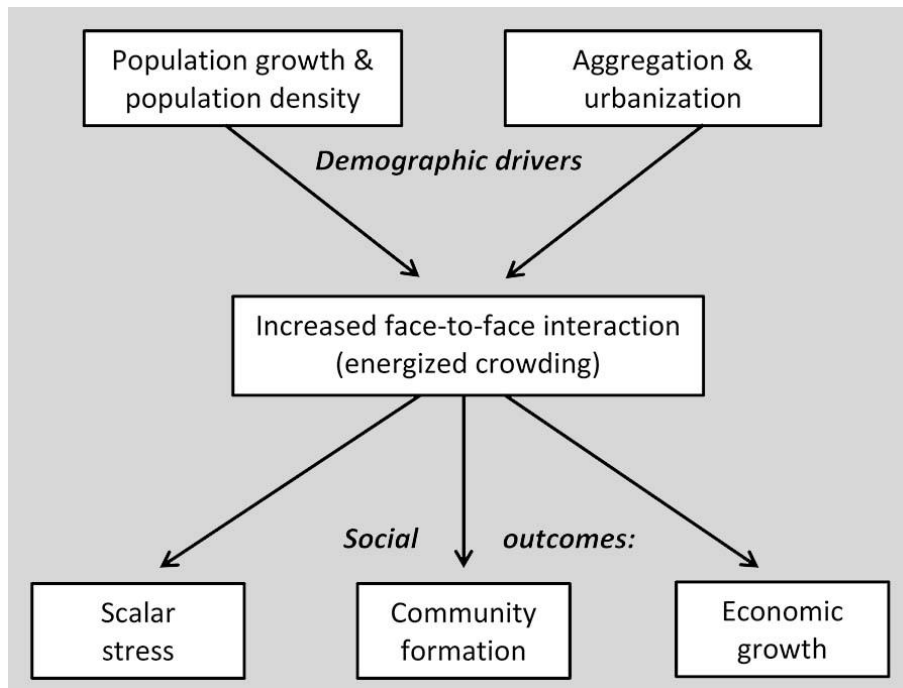 Population growth &
population density
Aggregation &
urbanization
Demographic drivers
Increased face-to-face interaction
(energized crowding)
Social outcomes:
Scalar
stress
Community
formation
Economic
growth